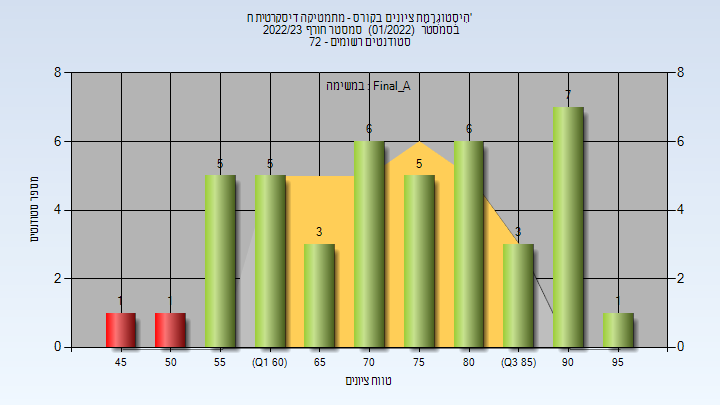 היסטוגרמת ציונים בקורס - מתמטיקה דיסקרטית ח'
בסמסטר (01/2022) סמסטר חורף 2022/23
סטודנטים רשומים - 72
במשימה : Final_A
מספר סטודנטים
8 8
6 6
4 4
2 2
0 0
1 1 5 5 3 6 5 6 3 7 1
45 50 55 (Q1 60) 65 70 75 80 (Q3 85) 90 95
טווח ציונים